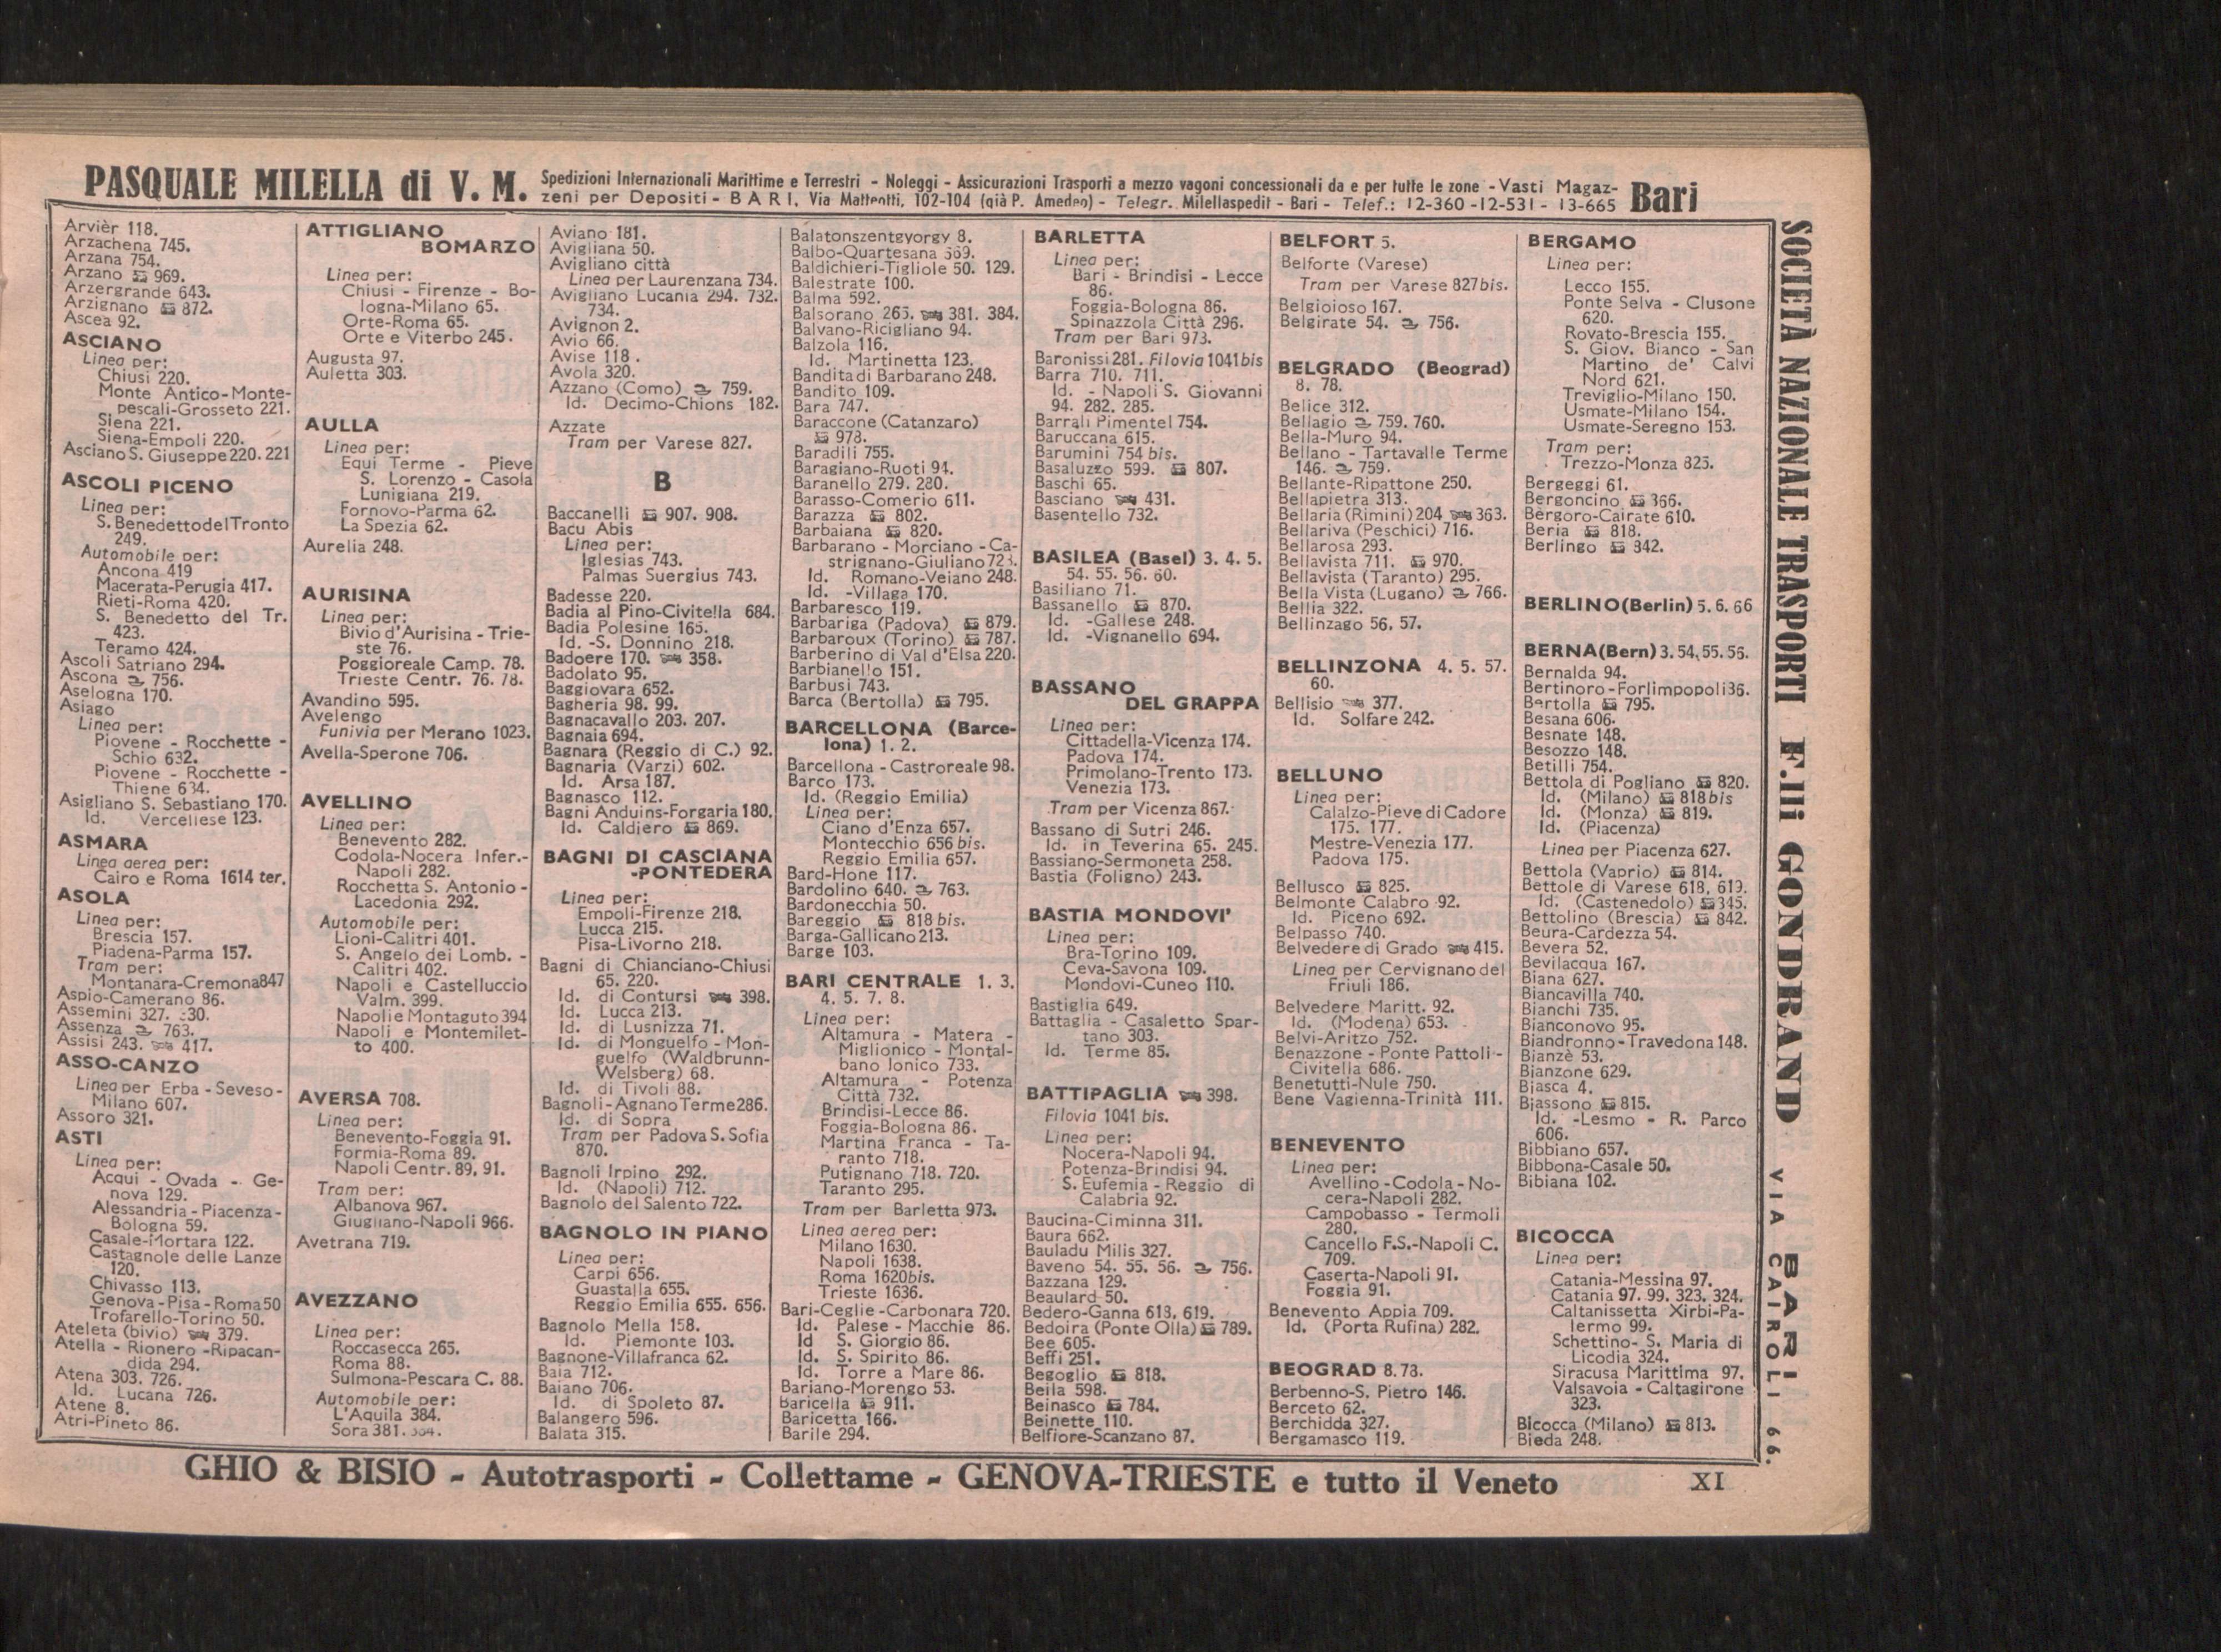 PASQUALE MILELLA di V. M. Spedizioni Internazionali Marittime e Terrestri - Noleggi - Assicurazioni Trasporti a mezzo vagoni concessionali da e per tutte le zone - Vasti Magaz-
zeni per Depositi - BARI, Via Matteotti, 102-104 (già P. Amedeo) - Telegr. Milellaspedit - Bari - Telef.: 12-360 - 12-531 - 13-665 Bari
Arvièr 118.
Arzachena 745.
Arzana 754.
Arzano 969.
Arzergrande 643.
Arzignano 872.
Ascea 92.
ASCIANO
Linea per:
Chiusi 220.
Monte Antico-Monte-
pescali-Grosseto 221.
Siena 221.
Siena-Empoli 220.
Asciano S. Giuseppe 220. 221
ASCOLI PICENO
Linea per:
S. Benedetto del Tronto
249.
Automobile per:
Ancona 419
Macerata-Perugia 417.
Rieti-Roma 420.
S. Benedetto del Tr.
423.
Teramo 424.
Ascoli Satriano 294.
Ascona 756.
Aselogna 170.
Asiago
Linea per:
Piovene - Rocchette -
Schio 632.
Piovene - Rocchette -
Thiene 634.
Asigliano S. Sebastiano 170.
Id. Vercellese 123.
ASMARA
Linea aerea per:
Cairo e Roma 1614 ter.
ASOLA
Linea per:
Brescia 157.
Piadena-Parma 157.
Tram per:
Montanara-Cremona 847
Aspio-Camerano 86.
Assemini 327. 330.
Assenza 763.
Assisi 243. 417.
ASSO-CANZO
Linea per Erba - Seveso -
Milano 607.
Assoro 321.
ASTI
Linea per:
Acqui - Ovada - Ge-
nova 129.
Alessandria - Piacenza -
Bologna 59.
Casale-Mortara 122.
Castagnole delle Lanze
120.
Chivasso 113.
Genova - Pisa - Roma 50
Trofarello-Torino 50.
Ateleta (bivio) 379.
Atella - Rionero - Ripacan-
dida 294.
Atena 303. 726.
Id. Lucana 726.
Atene 8.
Atri-Pineto 86.
ATTIGLIANO
BOMARZO
Linea per:
Chiusi - Firenze - Bo-
logna-Milano 65.
Orte-Roma 65.
Orte e Viterbo 245.
Augusta 97.
Auletta 303.
AULLA
Linea per:
Equi Terme - Pieve
S. Lorenzo - Casola
Lunigiana 219.
Fornovo-Parma 62.
La Spezia 62.
Aurelia 248.
AURISINA
Linea per:
Bivio d'Aurisina - Trie-
ste 76.
Poggioreale Camp. 78.
Trieste Centr. 76. 78.
Avandino 595.
Avelengo
Funivia per Merano 1023.
Avella-Sperone 706.
AVELLINO
Linea per:
Benevento 282.
Codola-Nocera Infer.-
Napoli 282.
Rocchetta S. Antonio -
Lacedonia 292.
Automobile per:
Lioni-Calitri 401.
S. Angelo dei Lomb. -
Calitri 402.
Napoli e Castelluccio
Valm. 399.
Napoli e Montaguto 394
Napoli e Montemilet-
to 400.
AVERSA 708.
Linea per:
Benevento-Foggia 91.
Formia-Roma 89.
Napoli Centr. 89, 91.
Tram per:
Albanova 967.
Giugliano-Napoli 966.
Avetrana 719.
AVEZZANO
Linea per:
Roccasecca 265.
Roma 88.
Sulmona-Pescara C. 88.
Automobile per:
L'Aquila 384.
Sora 381. 384.
Aviano 181.
Avigliana 50.
Avigliano città
Linea per Laurenzana 734.
Avigliano Lucania 294. 732.
734.
Avignon 2.
Avio 66.
Avise 118.
Avola 320.
Azzano (Como) 759.
Id. Decimo-Chions 182.
Azzate
Tram per Varese 827.
B
Baccanelli 907. 908.
Bacu Abis
Linea per:
Iglesias 743.
Palmas Suergius 743.
Badesse 220.
Badia al Pino-Civitella 684.
Badia Polesine 165.
Id. -S. Donnino 218.
Badoere 170. 358.
Badolato 95.
Baggiovara 652.
Bagheria 98. 99.
Bagnacavallo 203. 207.
Bagnaia 694.
Bagnara (Reggio di C.) 92.
Bagnaria (Varzi) 602.
Id. Arsa 187.
Bagnasco 112.
Bagni Anduins-Forgaria 180.
Id. Caldiero 869.
BAGNI DI CASCIANA
-PONTEDERA
Linea per:
Empoli-Firenze 218.
Lucca 215.
Pisa-Livorno 218.
Bagni di Chianciano-Chiusi
65. 220.
Id. di Contursi 398.
Id. Lucca 213.
Id. di Lusnizza 71.
Id. di Monguelfo - Mon-
guelfo (Waldbrunn-
Welsberg) 68.
Id. di Tivoli 88.
Bagnoli-Agnano Terme 286.
Id. di Sopra
Tram per Padova S. Sofia
870.
Bagnoli Irpino 292.
Id. (Napoli) 712.
Bagnolo del Salento 722.
BAGNOLO IN PIANO
Linea per:
Carpi 656.
Guastalla 655.
Reggio Emilia 655. 656.
Bagnolo Mella 158.
Id. Piemonte 103.
Bagnone-Villafranca 62.
Baia 712.
Baiano 706.
Id. di Spoleto 87.
Balangero 596.
Balata 315.
Balatonszentgyorgy 8.
Balbo-Quartesana 369.
Baldichieri-Tigliole 50. 129.
Balestrate 100.
Balma 592.
Balsorano 265. 381. 384.
Balvano-Ricigliano 94.
Balzola 116.
Id. Martinetta 123.
Bandita di Barbarano 248.
Bandito 109.
Bara 747.
Baraccone (Catanzaro)
978.
Baradili 755.
Baragiano-Ruoti 94.
Baranello 279. 280.
Barasso-Comerio 611.
Barazza 802.
Barbaiana 820.
Barbarano - Morciano - Ca-
strignano-Giuliano 723.
Id. Romano-Veiano 248.
Id. -Villaga 170.
Barbaresco 119.
Barbariga (Padova) 879.
Barbaroux (Torino) 787.
Barberino di Val d'Elsa 220.
Barbianello 151.
Barbusi 743.
Barca (Bertolla) 795.
BARCELLONA (Barce-
lona) 1. 2.
Barcellona - Castroreale 98.
Barco 173.
Id. (Reggio Emilia)
Linea per:
Ciano d'Enza 657.
Montecchio 656 bis.
Reggio Emilia 657.
Bard-Hone 117.
Bardolino 640. 763.
Bardonecchia 50.
Bareggio 818 bis.
Barga-Gallicano 213.
Barge 103.
BARI CENTRALE 1. 3.
4. 5. 7. 8.
Linea per:
Altamura - Matera -
Miglionico - Montal-
bano Ionico 733.
Altamura - Potenza
Città 732.
Brindisi-Lecce 86.
Foggia-Bologna 86.
Martina Franca - Ta-
ranto 718.
Putignano 718. 720.
Taranto 295.
Tram per Barletta 973.
Linea aerea per:
Milano 1630.
Napoli 1638.
Roma 1620bis.
Trieste 1636.
Bari-Ceglie-Carbonara 720.
Id. Palese - Macchie 86.
Id S. Giorgio 86.
Id. S. Spirito 86.
Id. Torre a Mare 86.
Bariano-Morengo 53.
Baricella 911.
Baricetta 166.
Barile 294.
BARLETTA
Linea per:
Bari - Brindisi - Lecce
86.
Foggia-Bologna 86.
Spinazzola Città 296.
Tram per Bari 973.
Baronissi 281. Filovia 1041 bis
Barra 710. 711.
Id. - Napoli S. Giovanni
94. 282. 285.
Barrali Pimentel 754.
Baruccana 615.
Barumini 754 bis.
Basaluzzo 599. 807.
Baschi 65.
Basciano 431.
Basentello 732.
BASILEA (Basel) 3. 4. 5.
54. 55. 56. 60.
Basiliano 71.
Bassanello 870.
Id. -Gallese 248.
Id. -Vignanello 694.
BASSANO
DEL GRAPPA
Linea per:
Cittadella-Vicenza 174.
Padova 174.
Primolano-Trento 173.
Venezia 173.
Tram per Vicenza 867.
Bassano di Sutri 246.
Id. in Teverina 65. 245.
Bassiano-Sermoneta 258.
Bastia (Foligno) 243.
BASTIA MONDOVI'
Linea per:
Bra-Torino 109.
Ceva-Savona 109.
Mondovi-Cuneo 110.
Bastiglia 649.
Battaglia - Casaletto Spar-
tano 303.
Id. Terme 85.
BATTIPAGLIA 398.
Filovia 1041 bis.
Linea per:
Nocera-Napoli 94.
Potenza-Brindisi 94.
S. Eufemia - Reggio di
Calabria 92.
Baucina-Ciminna 311.
Baura 662.
Bauladu Milis 327.
Baveno 54. 55. 56. 756.
Bazzana 129.
Beaulard 50.
Bedero-Ganna 618, 619.
Bedoira (Ponte Olla) 789.
Bee 605.
Beffi 251.
Begoglio 818.
Beila 598.
Beinasco 784.
Beinette 110.
Belfiore-Scanzano 87.
BELFORT 5.
Belforte (Varese)
Tram per Varese 827 bis.
Belgioioso 167.
Belgirate 54. 756.
BELGRADO (Beograd)
8. 78.
Belice 312.
Bellagio 759. 760.
Bella-Muro 94.
Bellano - Tartavalle Terme
146. 759.
Bellante-Ripattone 250.
Bellapietra 313.
Bellaria (Rimini) 204 363.
Bellariva (Peschici) 716.
Bellarosa 293.
Bellavista 711. 970.
Bellavista (Taranto) 295.
Bella Vista (Lugano) 766.
Bellia 322.
Bellinzago 56, 57.
BELLINZONA 4. 5. 57.
60.
Bellisio 377.
Id. Solfare 242.
BELLUNO
Linea per:
Calalzo-Pieve di Cadore
175. 177.
Mestre-Venezia 177.
Padova 175.
Bellusco 825.
Belmonte Calabro 92.
Id. Piceno 692.
Belpasso 740.
Belvedere di Grado 415.
Linea per Cervignano del
Friuli 186.
Belvedere Maritt. 92.
Id. (Modena) 653.
Belvi-Aritzo 752.
Benazzone - Ponte Pattoli -
Civitella 686.
Benetutti-Nule 750.
Bene Vagienna-Trinità 111.
BENEVENTO
Linea per:
Avellino - Codola - No-
cera-Napoli 282.
Campobasso - Termoli
280.
Cancello F.S.-Napoli C.
709.
Caserta-Napoli 91.
Foggia 91.
Benevento Appia 709.
Id. (Porta Rufina) 282.
BEOGRAD 8.78.
Berbenno-S. Pietro 146.
Berceto 62.
Berchidda 327.
Bergamasco 119.
BERGAMO
Linea per:
Lecco 155.
Ponte Selva - Clusone
620.
Rovato-Brescia 155.
S. Giov. Bianco - San
Martino de' Calvi
Nord 621.
Treviglio-Milano 150.
Usmate-Milano 154.
Usmate-Seregno 153.
Tram per:
Trezzo-Monza 825.
Bergeggi 61.
Bergoncino 366.
Bergoro-Cairate 610.
Beria 818.
Berlingo 842.
BERLINO (Berlin) 5. 6. 66
BERNA (Bern) 3. 54, 55. 56.
Bernalda 94.
Bertinoro-Forlimpopoli 36.
Bertolla 795.
Besana 606.
Besnate 148.
Besozzo 148.
Betilli 754.
Bettola di Pogliano 820.
Id. (Milano) 818 bis
Id. (Monza) 819.
Id. (Piacenza)
Linea per Piacenza 627.
Bettola (Vaprio) 814.
Bettole di Varese 618, 619.
Id. (Castenedolo) 845.
Bettolino (Brescia) 842.
Beura-Cardezza 54.
Bevera 52.
Bevilacqua 167.
Biana 627.
Biancavilla 740.
Bianchi 735.
Bianconovo 95.
Biandronno-Travedona 148.
Bianzè 53.
Bianzone 629.
Biasca 4.
Biassono 815.
Id. -Lesmo - R. Parco
606.
Bibbiano 657.
Bibbona-Casale 50.
Bibiana 102.
BICOCCA
Linea per:
Catania-Messina 97.
Catania 97. 99. 323. 324.
Caltanissetta Xirbi-Pa-
lermo 99.
Schettino- S. Maria di
Licodia 324.
Siracusa Marittima 97.
Valsavoia - Caltagirone
323.
Bicocca (Milano) 813.
Bieda 248.
SOCIETÀ NAZIONALE TRASPORTI F.lli GONDRAND
BARI
VIA CAIROLI 66.
GHIO & BISIO - Autotrasporti - Collettame - GENOVA-TRIESTE e tutto il Veneto
XI